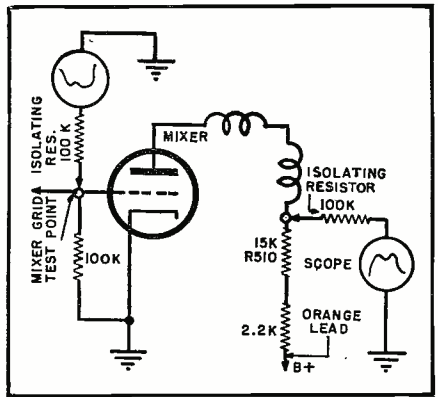 ISOLATING
RES.
100 K
MIXER GRID
TEST POINT
100K
MIXER
ISOLATING
RESISTOR
100K
15K
R510
SCOPE
ORANGE
LEAD
2.2K
B+